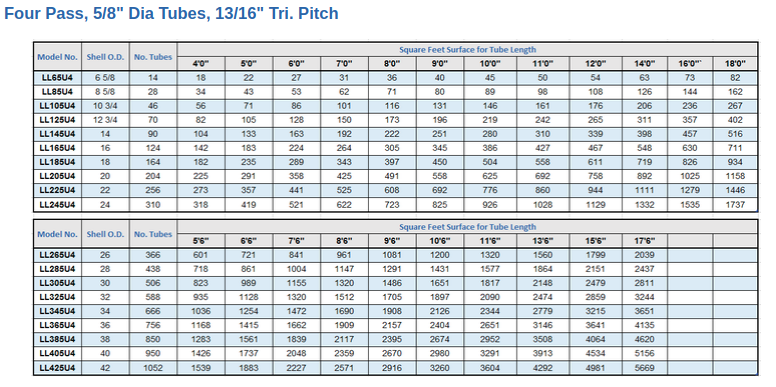 Four Pass, 5/8" Dia Tubes, 13/16" Tri. Pitch
Model No. Shell O.D. No. Tubes Square Feet Surface for Tube Length
4'0" 5'0" 6'0" 7'0" 8'0" 9'0" 10'0" 11'0" 12'0" 14'0" 16'0" 18'0"
LL65U4 6 5/8 14 18 22 27 31 36 40 45 50 54 63 73 82
LL85U4 8 5/8 28 34 43 53 62 71 80 89 98 108 126 144 162
LL105U4 10 3/4 46 56 71 86 101 116 131 146 161 176 206 236 267
LL125U4 12 3/4 70 82 105 128 150 173 196 219 242 265 311 357 402
LL145U4 14 90 104 133 163 192 222 251 280 310 339 398 457 516
LL165U4 16 124 142 183 224 264 305 345 386 427 467 548 630 711
LL185U4 18 164 182 235 289 343 397 450 504 558 611 719 826 934
LL205U4 20 204 225 291 358 425 491 558 625 692 758 892 1025 1158
LL225U4 22 256 273 357 441 525 608 692 776 860 944 1111 1279 1446
LL245U4 24 310 318 419 521 622 723 825 926 1028 1129 1332 1535 1737
Model No. Shell O.D. No. Tubes Square Feet Surface for Tube Length
5'6" 6'6" 7'6" 8'6" 9'6" 10'6" 11'6" 13'6" 15'6" 17'6"
LL265U4 26 366 601 721 841 961 1081 1200 1320 1560 1799 2039
LL285U4 28 438 718 861 1004 1147 1291 1431 1577 1864 2151 2437
LL305U4 30 506 823 989 1155 1320 1486 1651 1817 2148 2479 2811
LL325U4 32 588 935 1128 1320 1512 1705 1897 2090 2474 2859 3244
LL345U4 34 666 1036 1254 1472 1690 1908 2126 2344 2779 3215 3651
LL365U4 36 756 1168 1415 1662 1909 2157 2404 2651 3146 3641 4135
LL385U4 38 850 1283 1561 1839 2117 2395 2674 2952 3508 4064 4620
LL405U4 40 950 1426 1737 2048 2359 2670 2980 3291 3913 4534 5156
LL425U4 42 1052 1539 1883 2227 2571 2916 3260 3604 4292 4981 5669